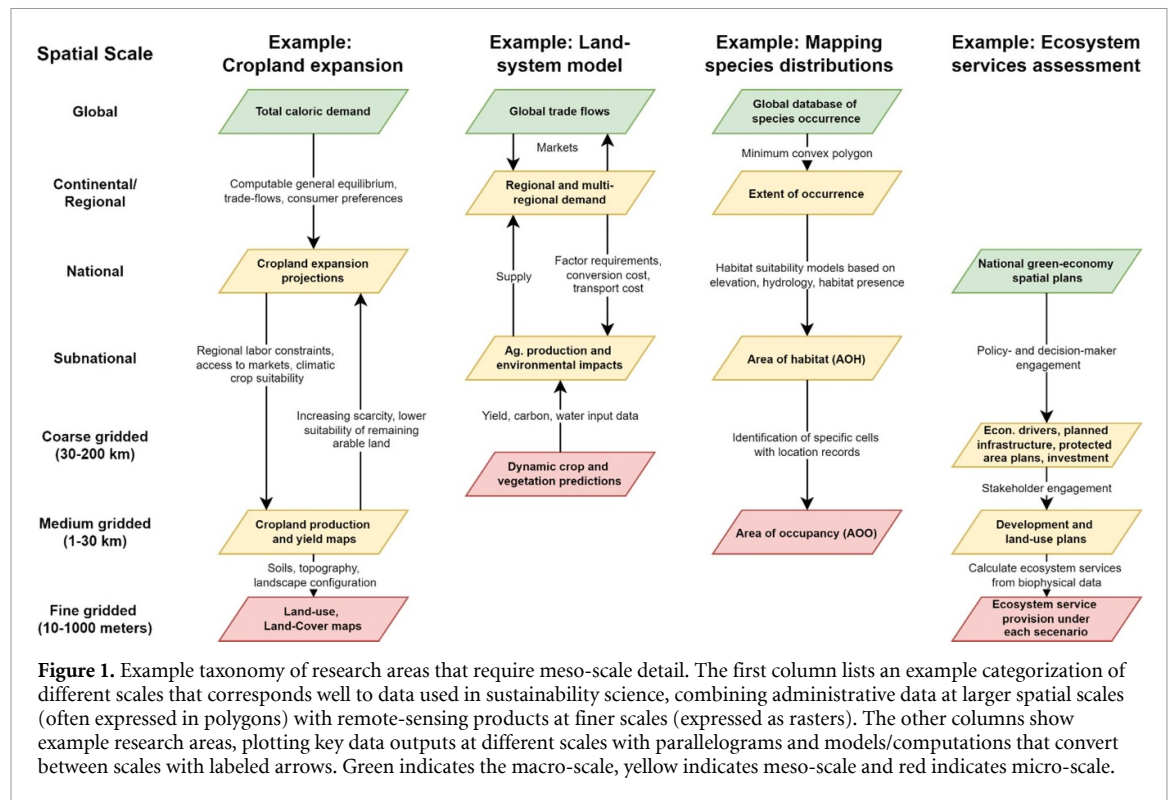 Spatial Scale
Example:
Cropland expansion
Example: Land-
system model
Example: Mapping
species distributions
Example: Ecosystem
services assessment
Global
Total caloric demand
Global trade flows
Global database of
species occurrence
Markets
Minimum convex polygon
Continental/
Regional
Computable general equilibrium,
trade-flows, consumer preferences
Regional and multi-
regional demand
Extent of occurrence
National
Cropland expansion
projections
Supply
Factor requirements,
conversion cost,
transport cost
Habitat suitability models based on
elevation, hydrology, habitat presence
National green-economy
spatial plans
Subnational
Regional labor constraints,
access to markets, climatic
crop suitability
Ag. production and
environmental impacts
Area of habitat (AOH)
Policy- and decision-maker
engagement
Increasing scarcity, lower
suitability of remaining
arable land
Yield, carbon, water input data
Coarse gridded
(30-200 km)
Dynamic crop and
vegetation predictions
Identification of specific cells
with location records
Econ. drivers, planned
infrastructure, protected
area plans, investment
Stakeholder engagement
Medium gridded
(1-30 km)
Cropland production
and yield maps
Area of occupancy (AOO)
Development and
land-use plans
Soils, topography,
landscape configuration
Calculate ecosystem services
from biophysical data
Fine gridded
(10-1000 meters)
Land-use,
Land-Cover maps
Ecosystem service
provision under
each secenario
Figure 1. Example taxonomy of research areas that require meso-scale detail. The first column lists an example categorization of
different scales that corresponds well to data used in sustainability science, combining administrative data at larger spatial scales
(often expressed in polygons) with remote-sensing products at finer scales (expressed as rasters). The other columns show
example research areas, plotting key data outputs at different scales with parallelograms and models/computations that convert
between scales with labeled arrows. Green indicates the macro-scale, yellow indicates meso-scale and red indicates micro-scale.